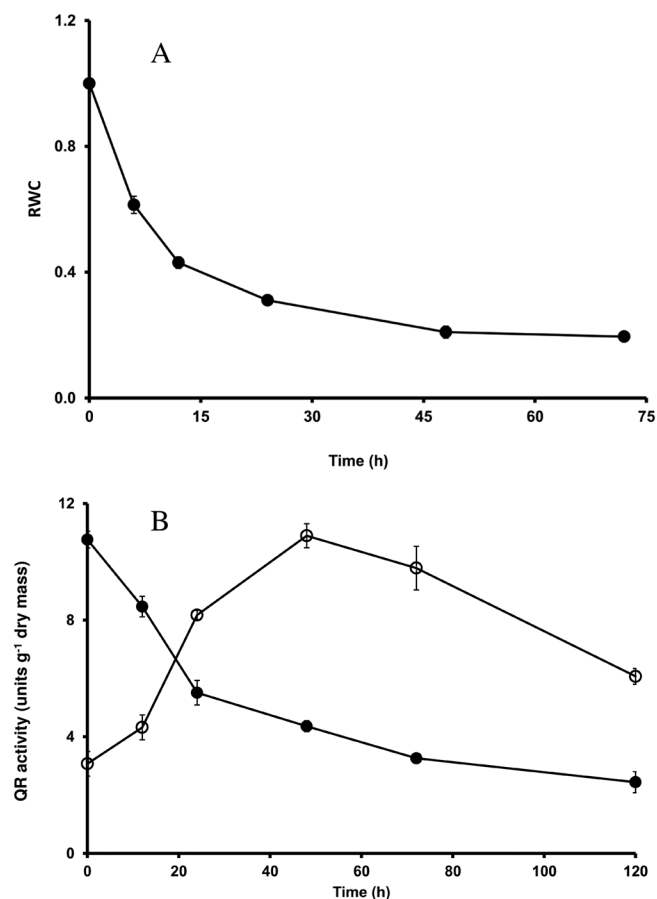 1.2
A
0.8
RWC
0.4
0.0
0 15 30 45 60 75
Time (h)
12
B
8
QR activity (units g⁻¹ dry mass)
4
0
0 20 40 60 80 100 120
Time (h)